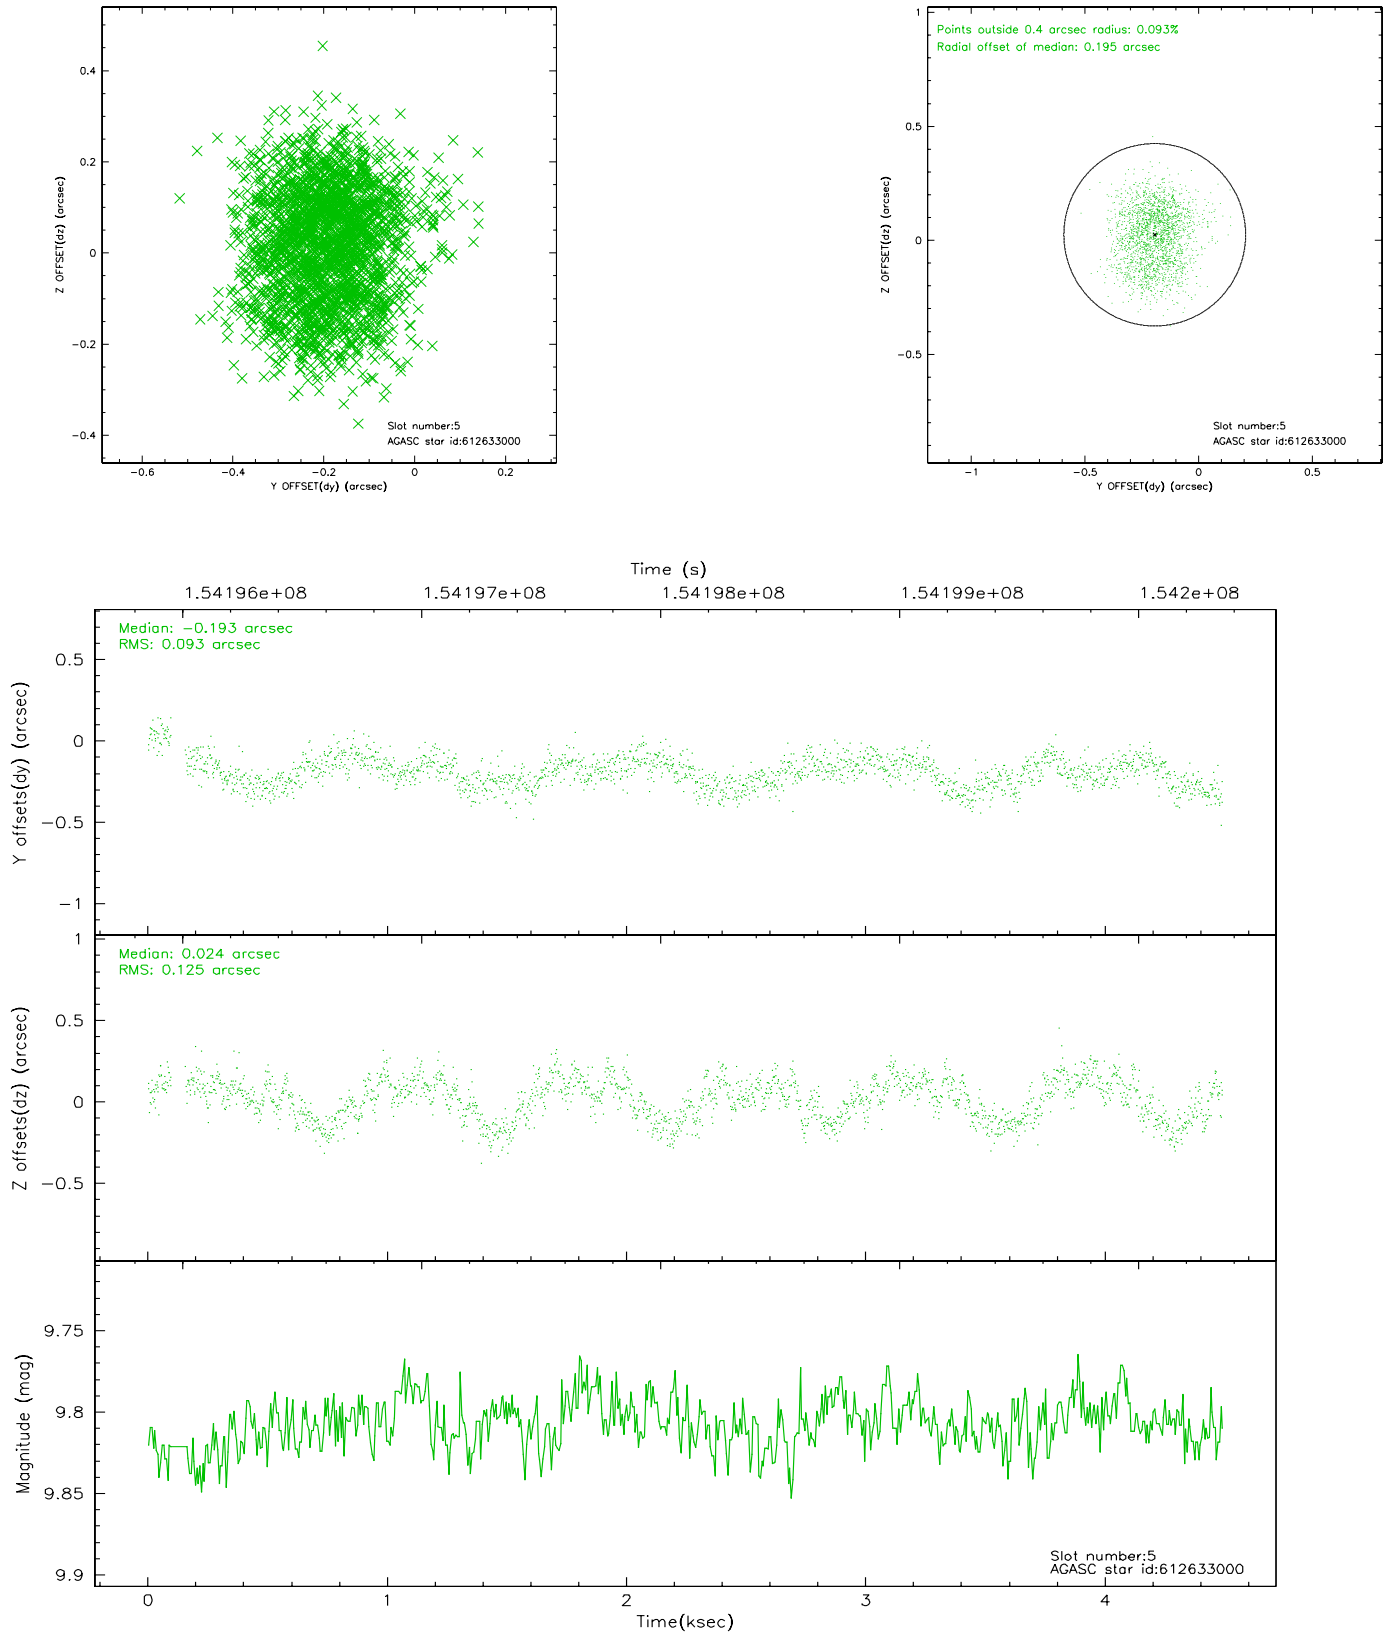 0.4
0.2
0
−0.2
−0.4
Z OFFSET(dz) (arcsec)
Slot number:5
AGASC star id:612633000
−0.6
−0.4
−0.2
0
0.2
Y OFFSET(dy) (arcsec)
Points outside 0.4 arcsec radius: 0.093%
Radial offset of median: 0.195 arcsec
1
0.5
0
−0.5
Z OFFSET(dz) (arcsec)
Slot number:5
AGASC star id:612633000
−1
−0.5
0
0.5
Y OFFSET(dy) (arcsec)
Time (s)
1.54196e+08
1.54197e+08
1.54198e+08
1.54199e+08
1.542e+08
Median: −0.193 arcsec
RMS: 0.093 arcsec
0.5
0
−0.5
−1
Y offsets(dy) (arcsec)
Median: 0.024 arcsec
RMS: 0.125 arcsec
1
0.5
0
−0.5
Z offsets(dz) (arcsec)
9.75
9.8
9.85
9.9
Magnitude (mag)
Slot number:5
AGASC star id:612633000
0
1
2
3
4
Time(ksec)